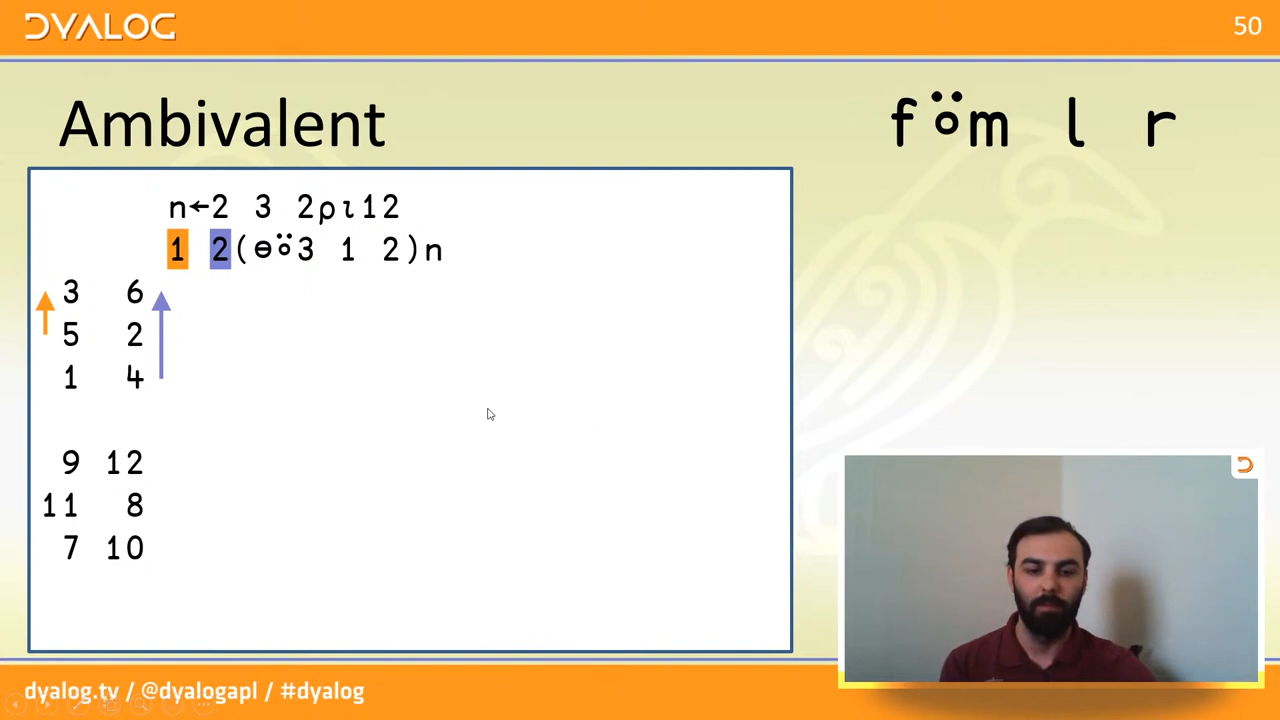 DYALOG
50
Ambivalent
f⍤m l r
n←2 3 2⍴⍳12
1 2(⊖⍤3 1 2)n
3 6
5 2
1 4
9 12
11 8
7 10
dyalog.tv / @dyalogapl / #dyalog